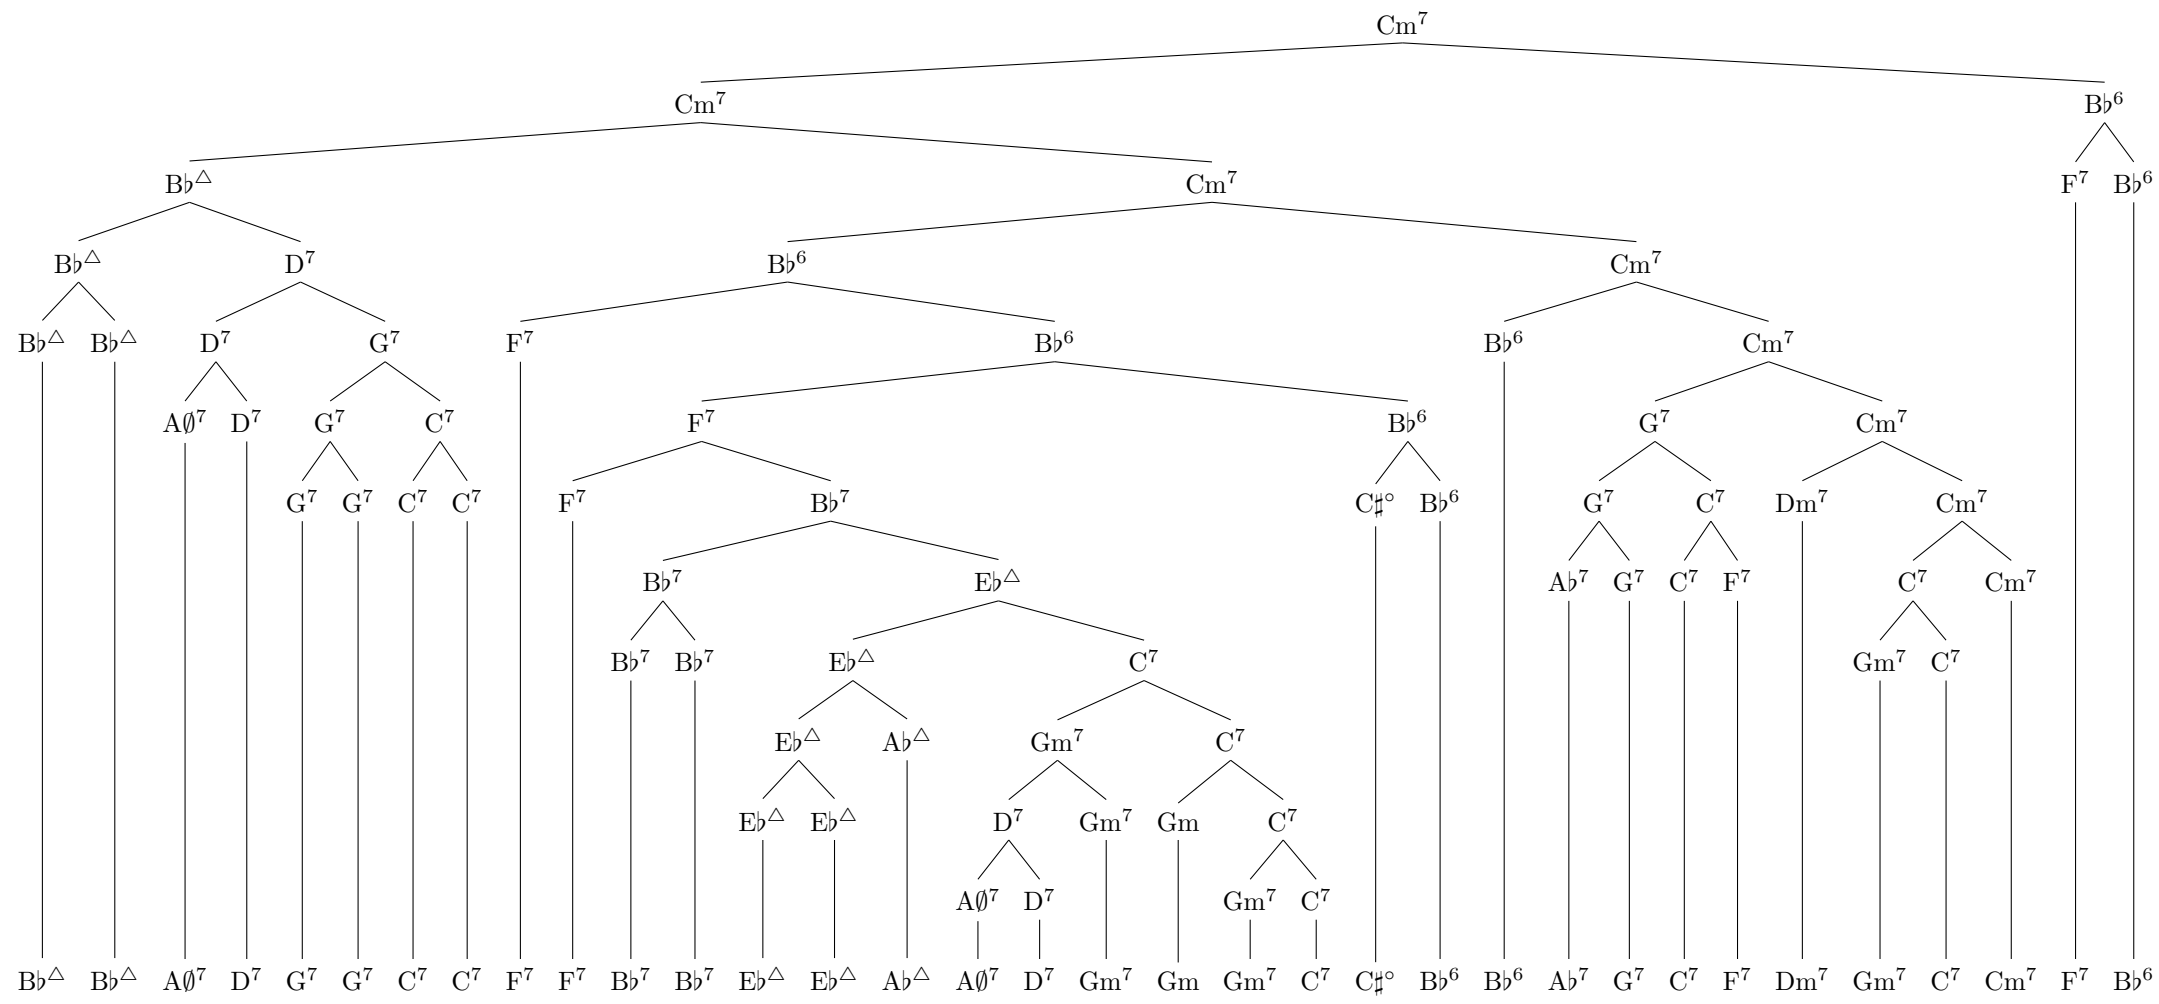 Cm⁷
Cm⁷ B♭⁶
B♭△ Cm⁷ F⁷ B♭⁶
B♭△ D⁷ B♭⁶ Cm⁷
B♭△ B♭△ D⁷ G⁷ F⁷ B♭⁶ B♭⁶ Cm⁷
A∅⁷ D⁷ G⁷ C⁷ F⁷ B♭⁶ G⁷ Cm⁷
G⁷ G⁷ C⁷ C⁷ F⁷ B♭⁷ C♯° B♭⁶ G⁷ C⁷ Dm⁷ Cm⁷
B♭⁷ E♭△ A♭⁷ G⁷ C⁷ F⁷ C⁷ Cm⁷
B♭⁷ B♭⁷ E♭△ C⁷ Gm⁷ C⁷
E♭△ A♭△ Gm⁷ C⁷
E♭△ E♭△ D⁷ Gm⁷ Gm C⁷
A∅⁷ D⁷ Gm⁷ C⁷
B♭△ B♭△ A∅⁷ D⁷ G⁷ G⁷ C⁷ C⁷ F⁷ F⁷ B♭⁷ B♭⁷ E♭△ E♭△ A♭△ A∅⁷ D⁷ Gm⁷ Gm Gm⁷ C⁷ C♯° B♭⁶ B♭⁶ A♭⁷ G⁷ C⁷ F⁷ Dm⁷ Gm⁷ C⁷ Cm⁷ F⁷ B♭⁶